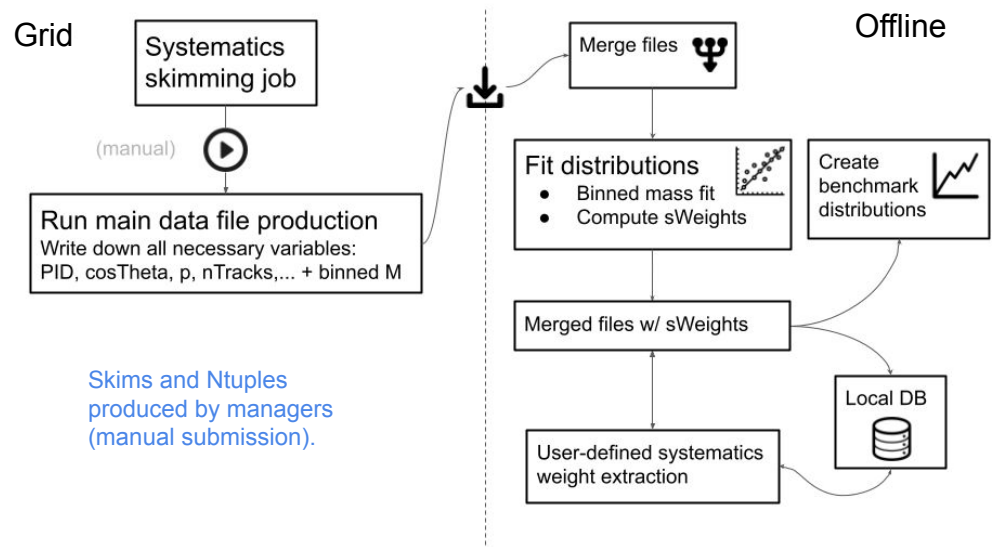 Grid
Systematics
skimming job
(manual)
Run main data file production
Write down all necessary variables:
PID, cosTheta, p, nTracks,... + binned M
Skims and Ntuples
produced by managers
(manual submission).
Offline
Merge files
Fit distributions
● Binned mass fit
● Compute sWeights
Create
benchmark
distributions
Merged files w/ sWeights
Local DB
User-defined systematics
weight extraction